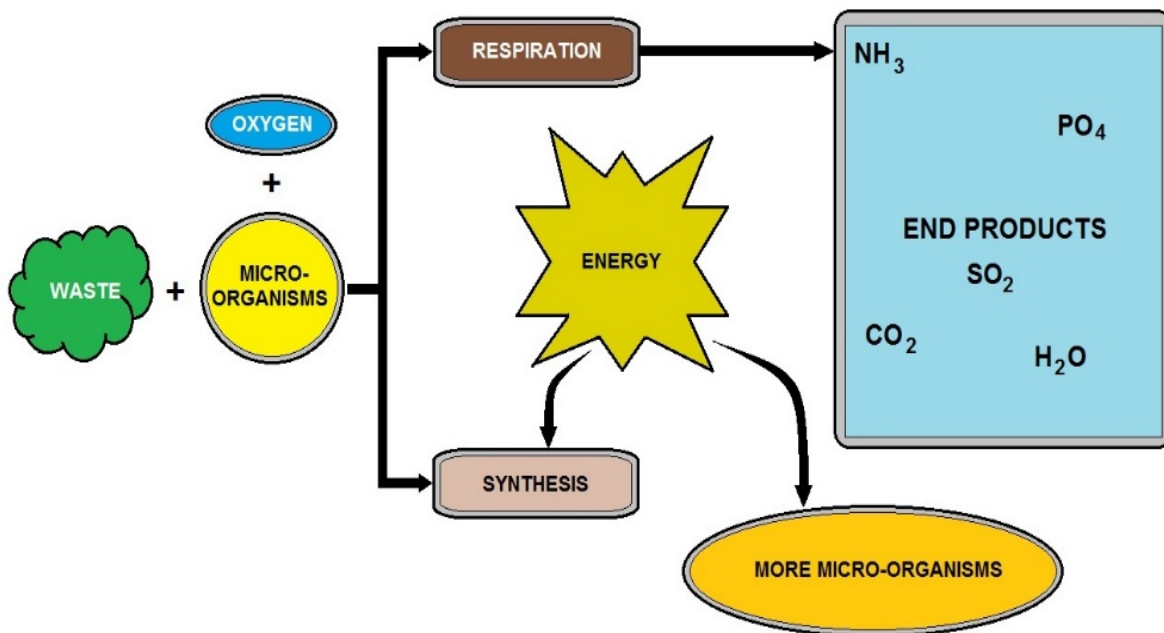 RESPIRATION
NH₃
OXYGEN
PO₄
+
END PRODUCTS
ENERGY
MICRO-
ORGANISMS
WASTE
+
SO₂
CO₂
H₂O
SYNTHESIS
MORE MICRO-ORGANISMS